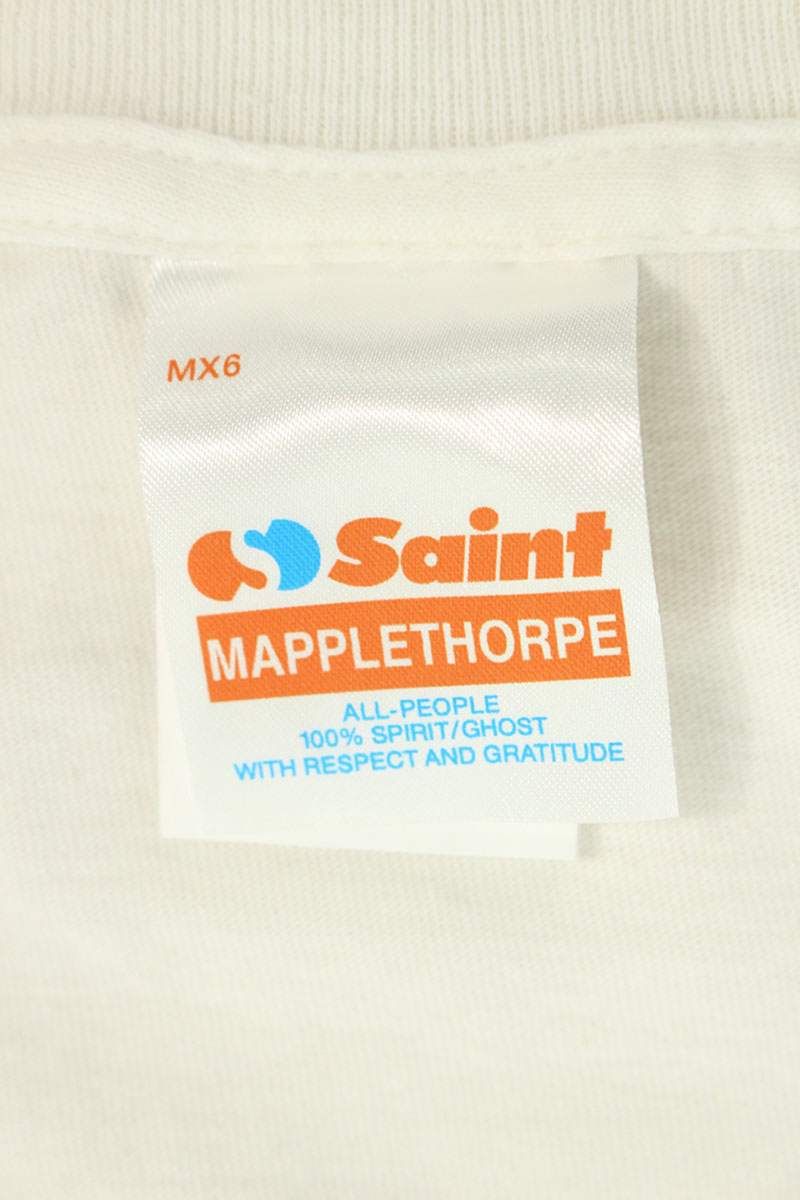 MX6
Saint
MAPPLETHORPE
ALL-PEOPLE
100% SPIRIT/GHOST
WITH RESPECT AND GRATITUDE